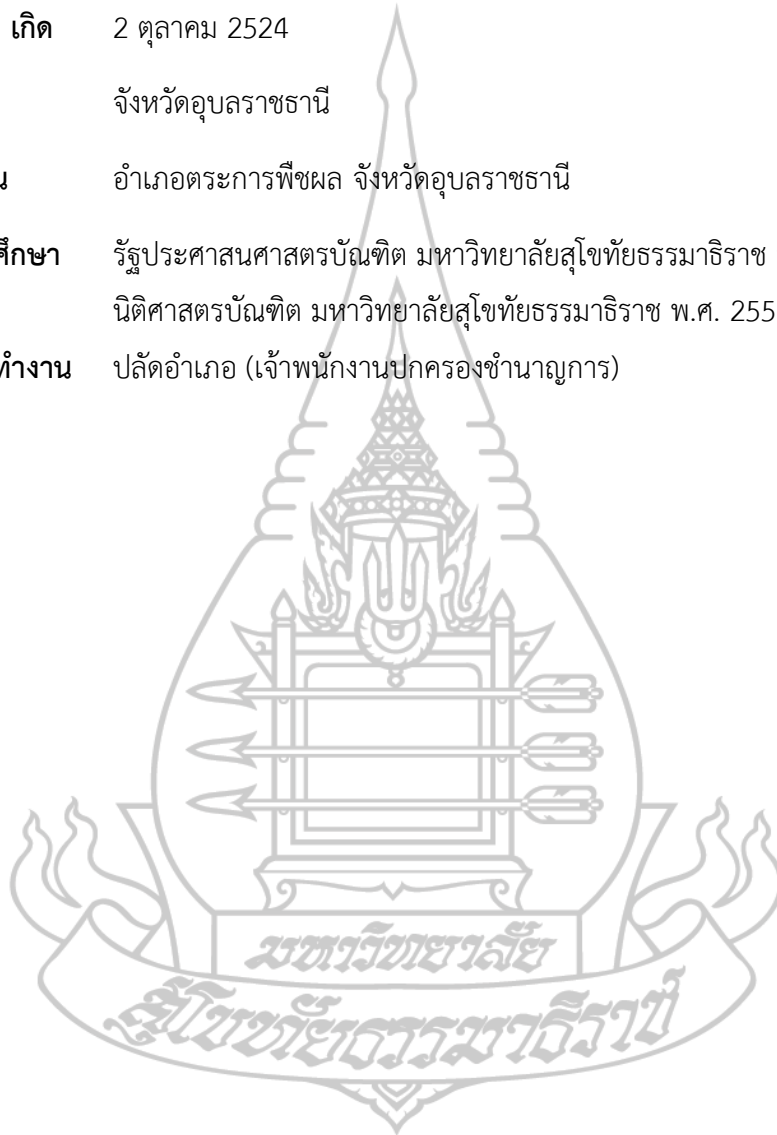 เกิด 2 ตุลาคม 2524
จังหวัดอุบลราชธานี
น อำเภอตระการพืชผล จังหวัดอุบลราชธานี
ศึกษา รัฐประศาสนศาสตรบัณฑิต มหาวิทยาลัยสุโขทัยธรรมาธิราช
นิติศาสตรบัณฑิต มหาวิทยาลัยสุโขทัยธรรมาธิราช พ.ศ. 255
ทำงาน ปลัดอำเภอ (เจ้าพนักงานปกครองชำนาญการ)
มหาวิทยาลัย
สุโขทัยธรรมาธิราช